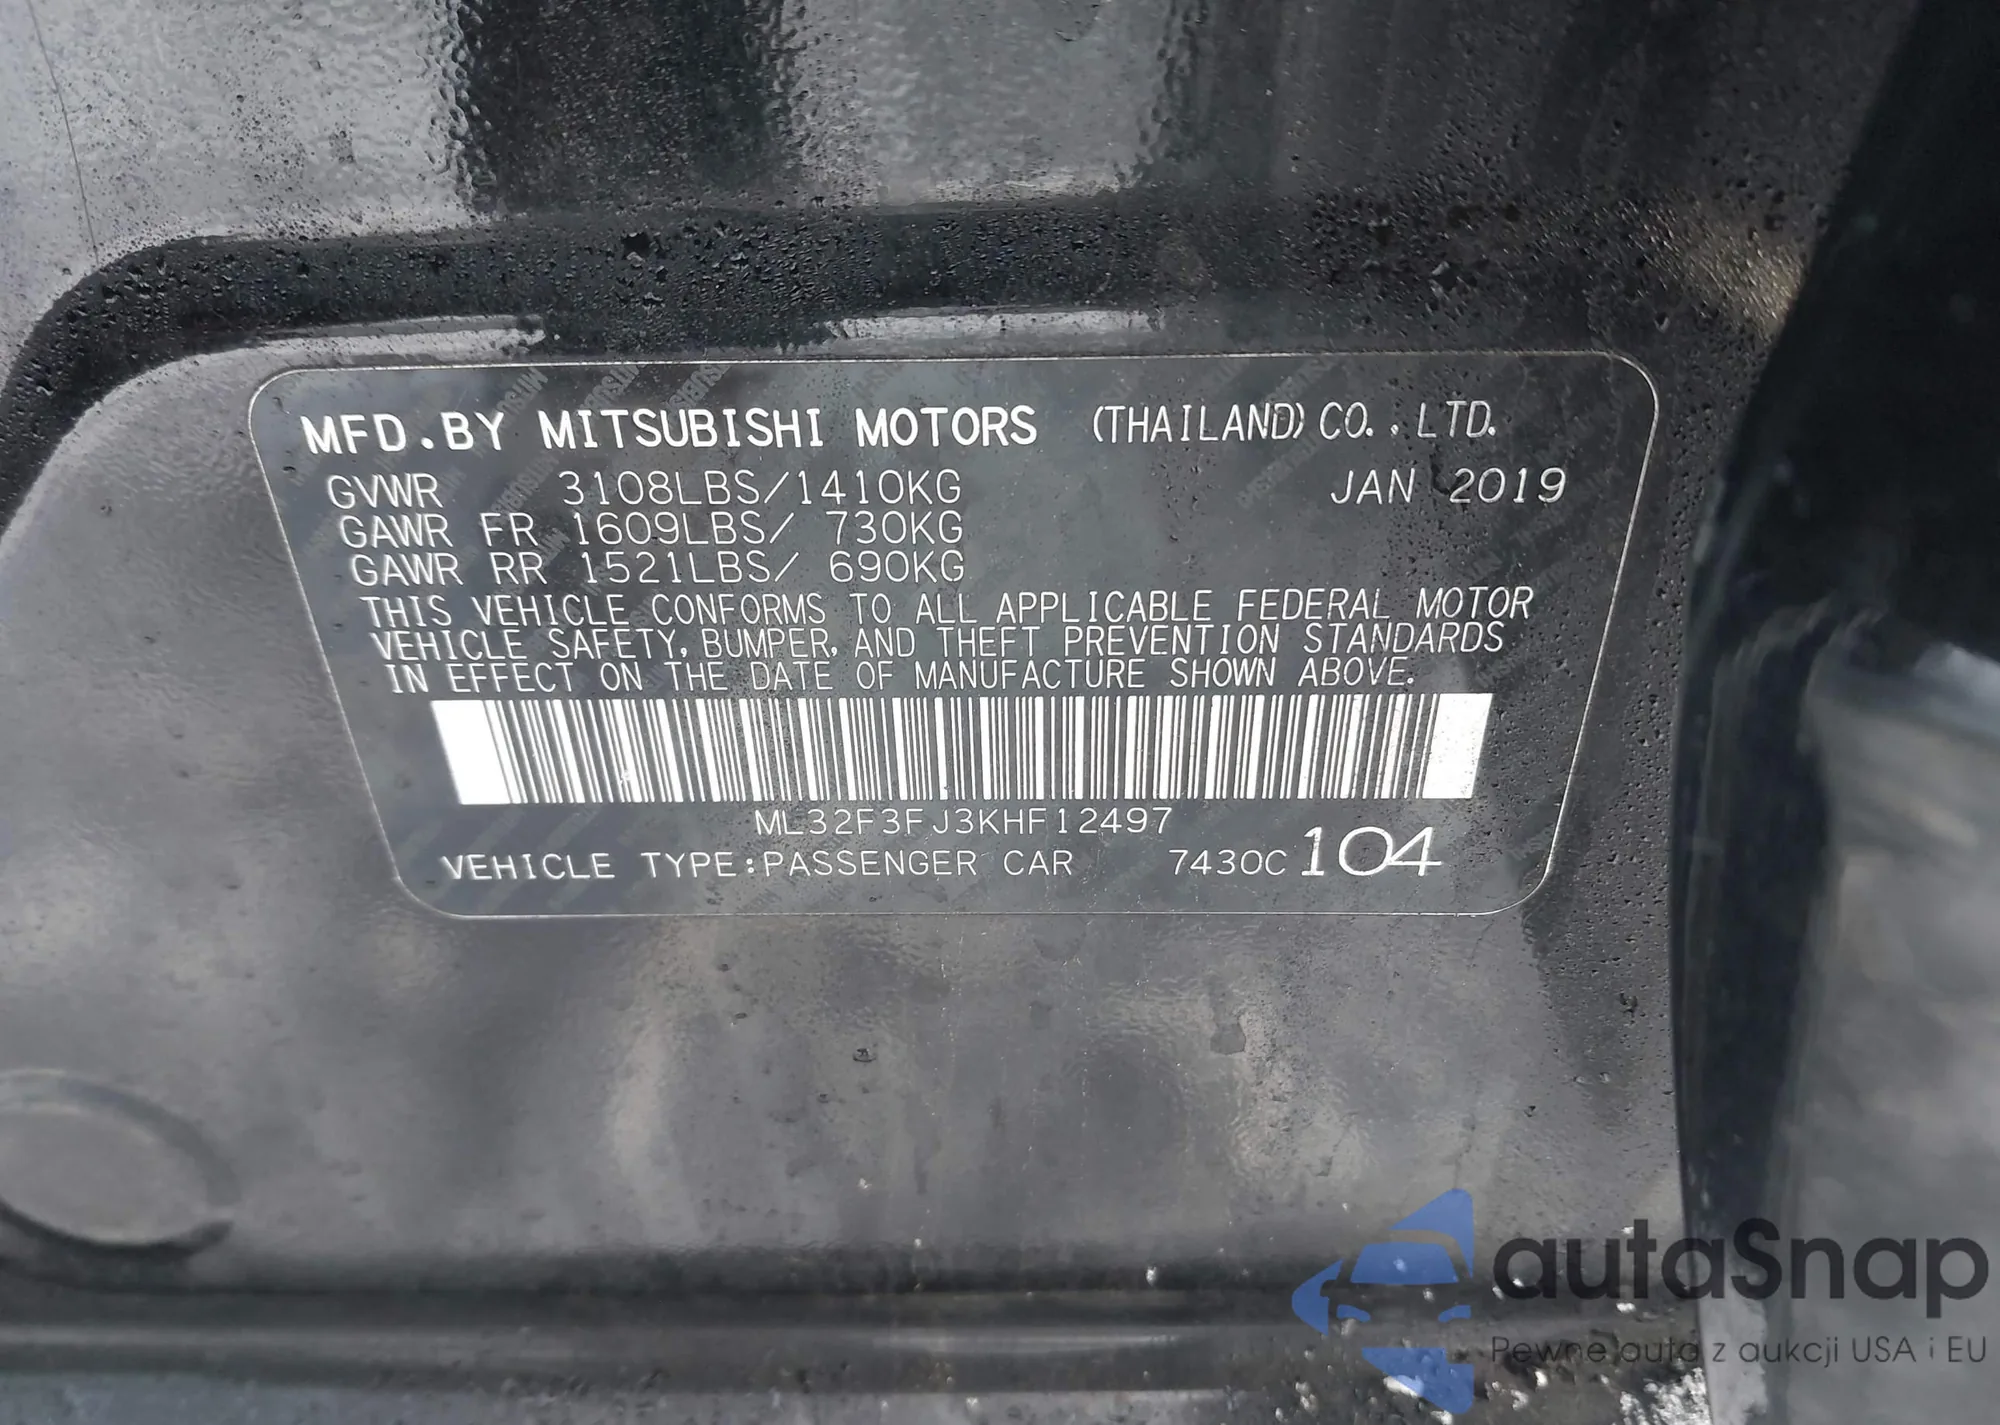 MFD.BY MITSUBISHI MOTORS (THAILAND) CO., LTD.
GVWR 3108LBS/1410KG JAN 2019
GAWR FR 1609LBS/ 730KG
GAWR RR 1521LBS/ 690KG
THIS VEHICLE CONFORMS TO ALL APPLICABLE FEDERAL MOTOR
VEHICLE SAFETY, BUMPER, AND THEFT PREVENTION STANDARDS
IN EFFECT ON THE DATE OF MANUFACTURE SHOWN ABOVE.
ML32F3FJ3KHF12497
VEHICLE TYPE:PASSENGER CAR 7430C 104
autaSnap
Pewne auta z aukcji USA i EU